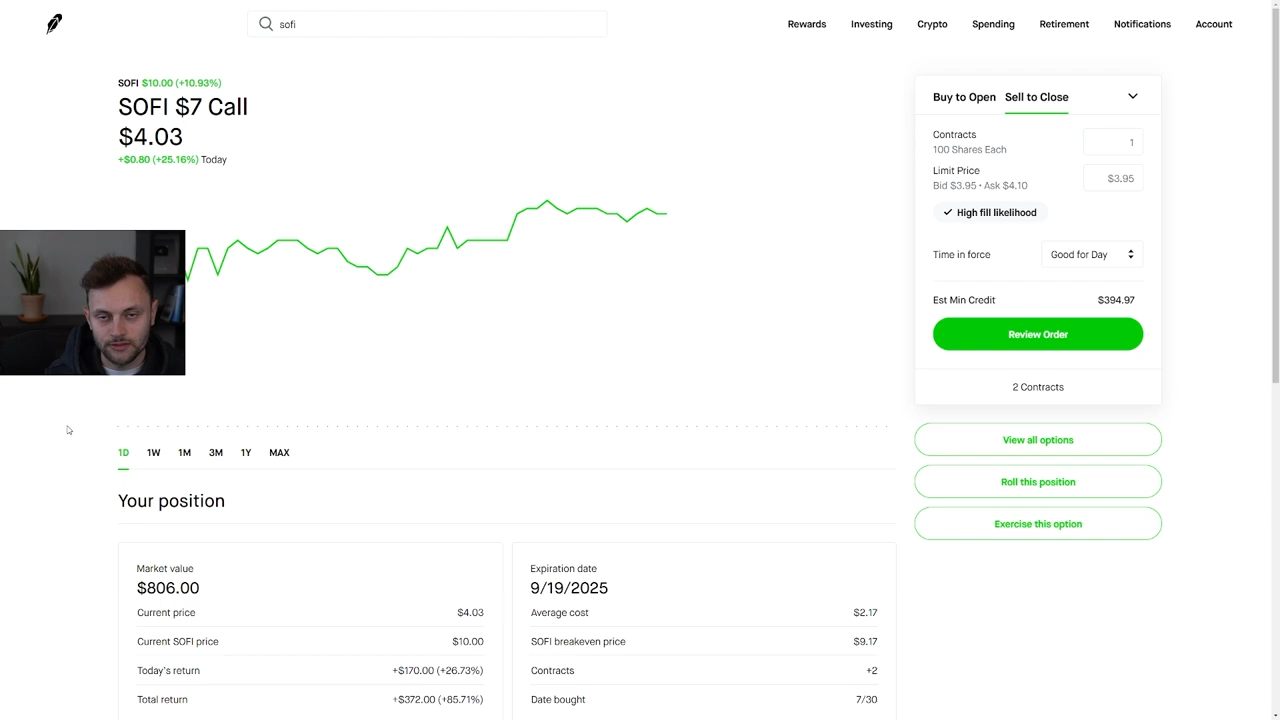 sofi
Rewards
Investing
Crypto
Spending
Retirement
Notifications
Account
SOFI $10.00 (+10.93%)
SOFI $7 Call
$4.03
+$0.80 (+25.16%) Today
1D
1W
1M
3M
1Y
MAX
Your position
Market value
$806.00
Current price $4.03
Current SOFI price $10.00
Today's return +$170.00 (+26.73%)
Total return +$372.00 (+85.71%)
Expiration date
9/19/2025
Average cost $2.17
SOFI breakeven price $9.17
Contracts +2
Date bought 7/30
Buy to Open Sell to Close
Contracts 1
100 Shares Each
Limit Price $3.95
Bid $3.95 • Ask $4.10
High fill likelihood
Time in force Good for Day
Est Min Credit $394.97
Review Order
2 Contracts
View all options
Roll this position
Exercise this option